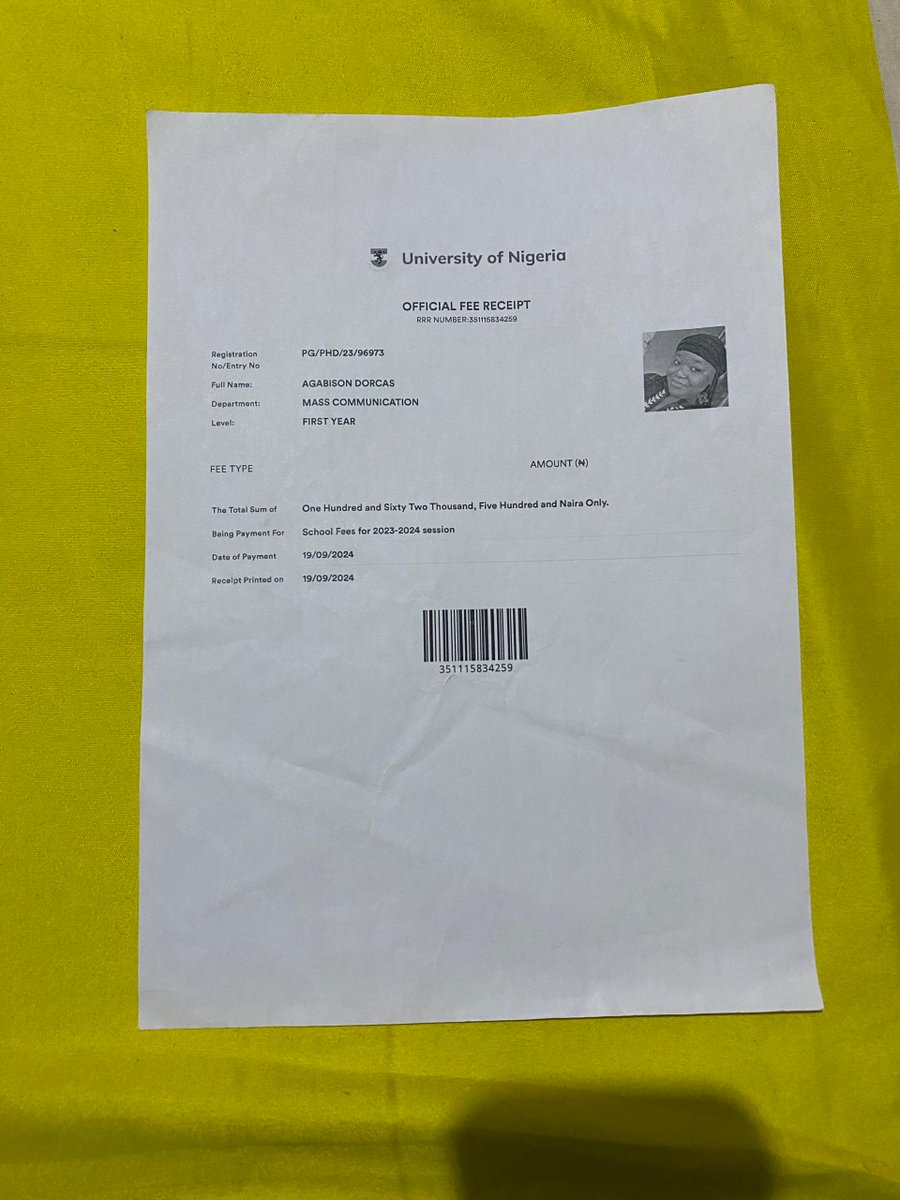 University of Nigeria
OFFICIAL FEE RECEIPT
RRR NUMBER:351115834259
Registration No/Entry No PG/PHD/23/96973
Full Name: AGABISON DORCAS
Department: MASS COMMUNICATION
Level: FIRST YEAR
FEE TYPE AMOUNT (₦)
The Total Sum of One Hundred and Sixty Two Thousand, Five Hundred and Naira Only.
Being Payment For School Fees for 2023-2024 session
Date of Payment 19/09/2024
Receipt Printed on 19/09/2024
351115834259